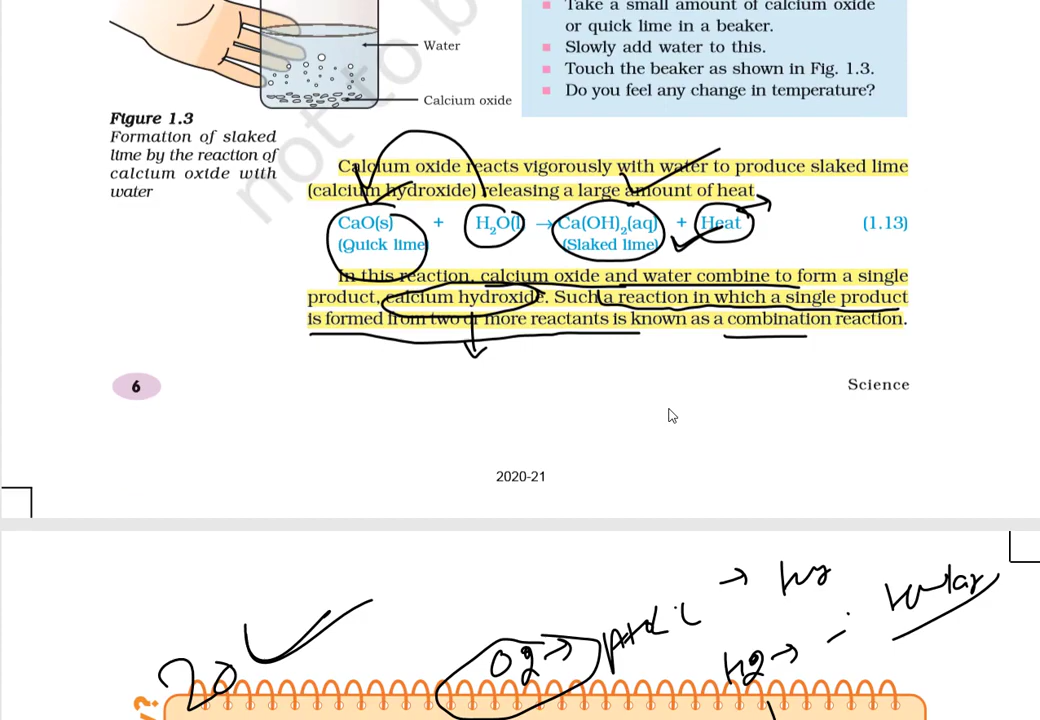 Take a small amount of calcium oxide
or quick lime in a beaker.
■ Slowly add water to this.
■ Touch the beaker as shown in Fig. 1.3.
■ Do you feel any change in temperature?
Water
Calcium oxide
not to b
Figure 1.3
Formation of slaked
lime by the reaction of
calcium oxide with
water
Calcium oxide reacts vigorously with water to produce slaked lime
(calcium hydroxide) releasing a large amount of heat.
CaO(s) + H₂O(l) → Ca(OH)₂(aq) + Heat (1.13)
(Quick lime) (Slaked lime)
In this reaction, calcium oxide and water combine to form a single
product, calcium hydroxide. Such a reaction in which a single product
is formed from two or more reactants is known as a combination reaction.
6
Science
2020-21
20
?